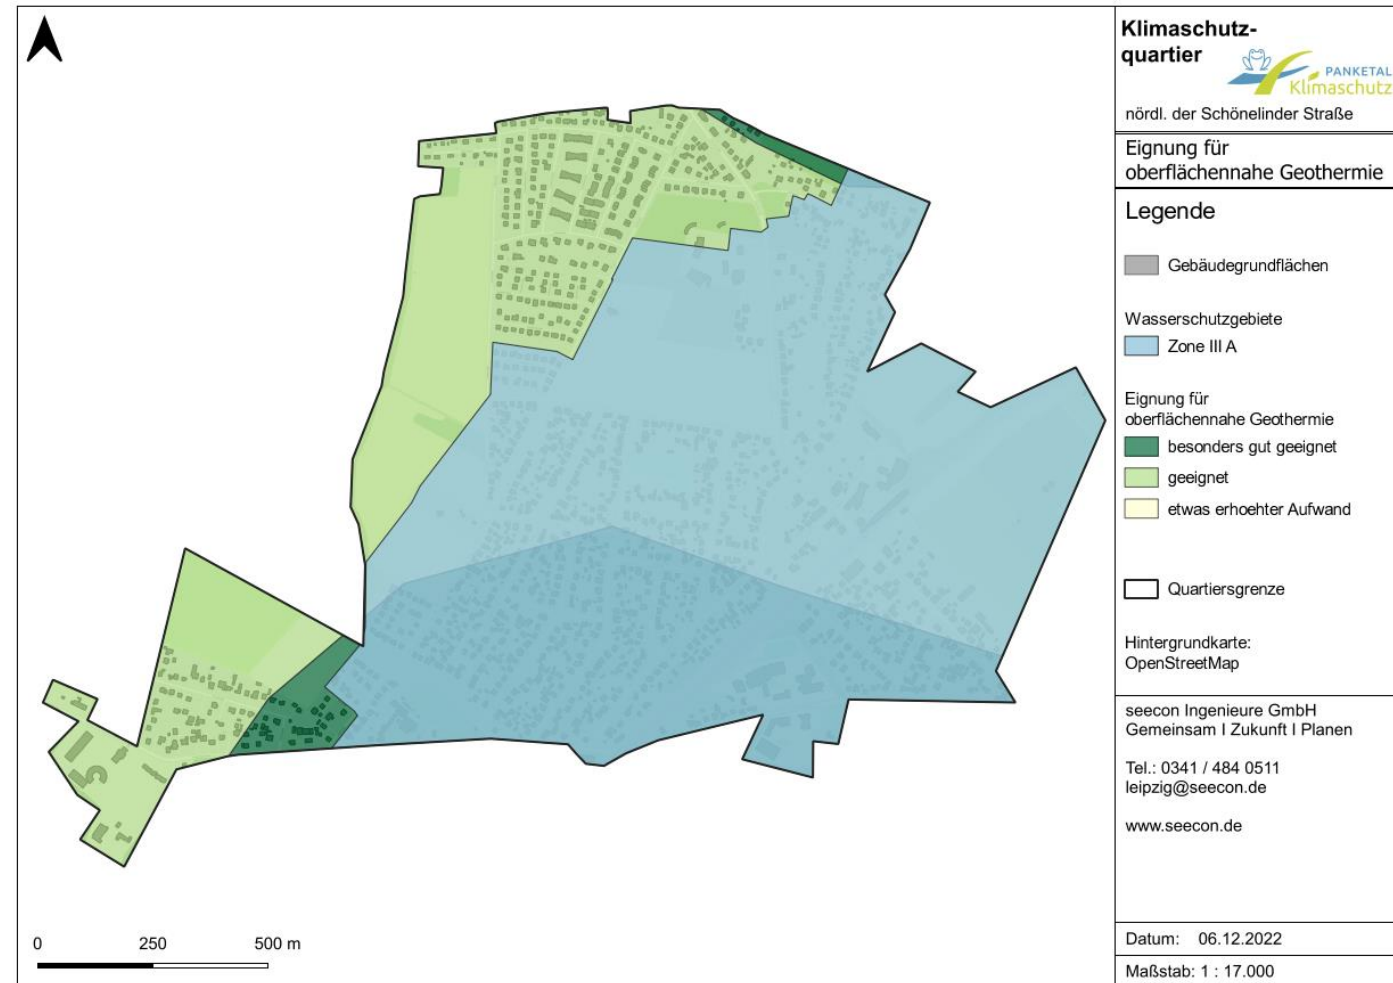 Klimaschutz-
quartier
PANKETAL
Klimaschutz
nördl. der Schönelinder Straße
Eignung für
oberflächennahe Geothermie
Legende
Gebäudegrundflächen
Wasserschutzgebiete
Zone III A
Eignung für
oberflächennahe Geothermie
besonders gut geeignet
geeignet
etwas erhoehter Aufwand
Quartiersgrenze
Hintergrundkarte:
OpenStreetMap
seecon Ingenieure GmbH
Gemeinsam I Zukunft I Planen
Tel.: 0341 / 484 0511
leipzig@seecon.de
www.seecon.de
Datum: 06.12.2022
Maßstab: 1 : 17.000
0 250 500 m